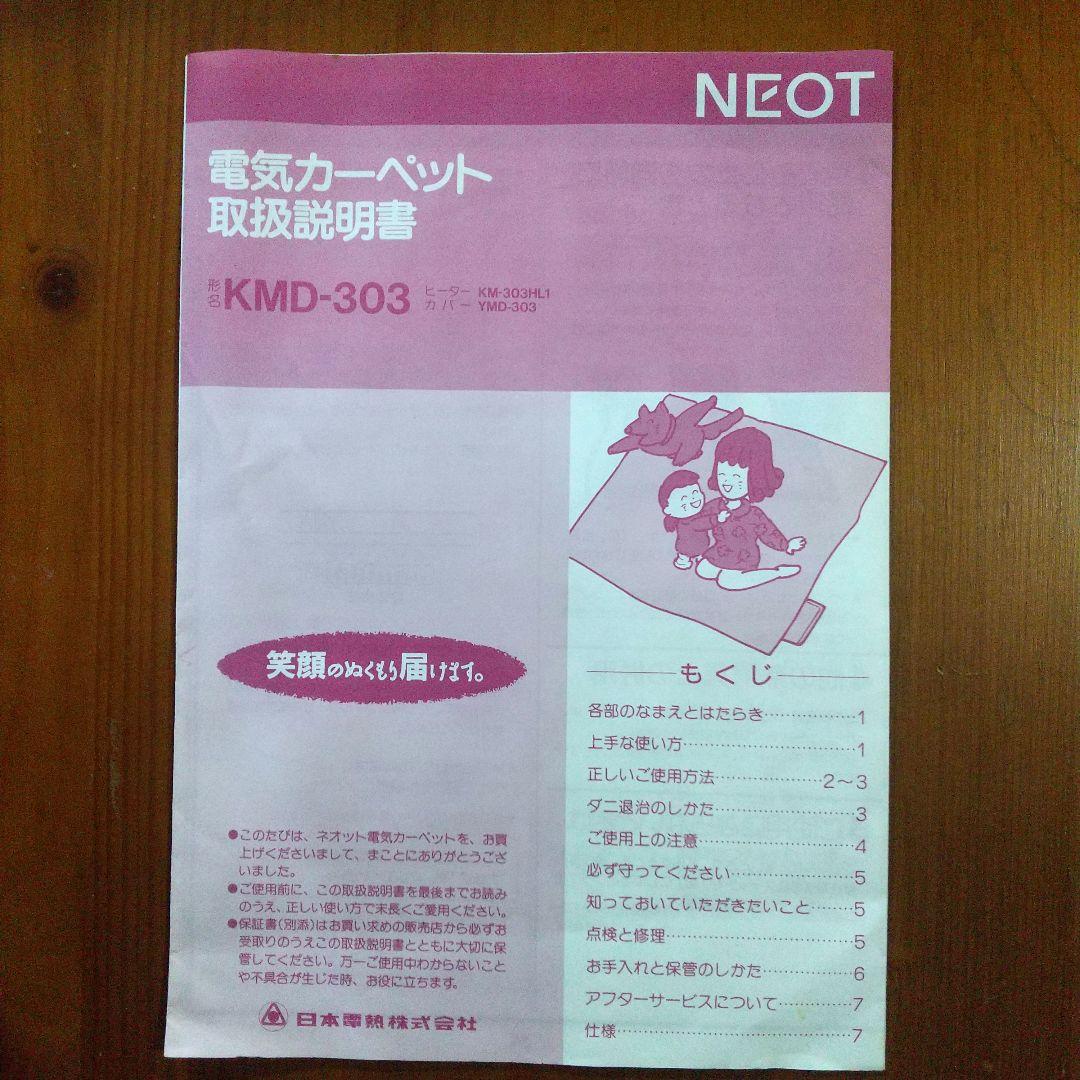 NEOT
電気カーペット
取扱説明書
形名 KMD-303 ヒーター KM-303HL1
カバー YMD-303
笑顔のぬくもり届けます。
●このたびは、ネオット電気カーペットを、お買
上げくださいまして、まことにありがとうござ
いました。
●ご使用前に、この取扱説明書を最後までお読み
のうえ、正しい使い方で末長くご愛用ください。
●保証書(別添)はお買い求めの販売店から必ずお
受取りのうえこの取扱説明書とともに大切に保
管してください。万一ご使用中わからないこと
や不具合が生じた時、お役に立ちます。
日本電熱株式会社
もくじ
各部のなまえとはたらき………………1
上手な使い方………………………1
正しいご使用方法…………………2〜3
ダニ退治のしかた……………………3
ご使用上の注意………………………4
必ず守ってください…………………5
知っておいていただきたいこと………5
点検と修理……………………………5
お手入れと保管のしかた……………6
アフターサービスについて…………7
仕様……………………………………7